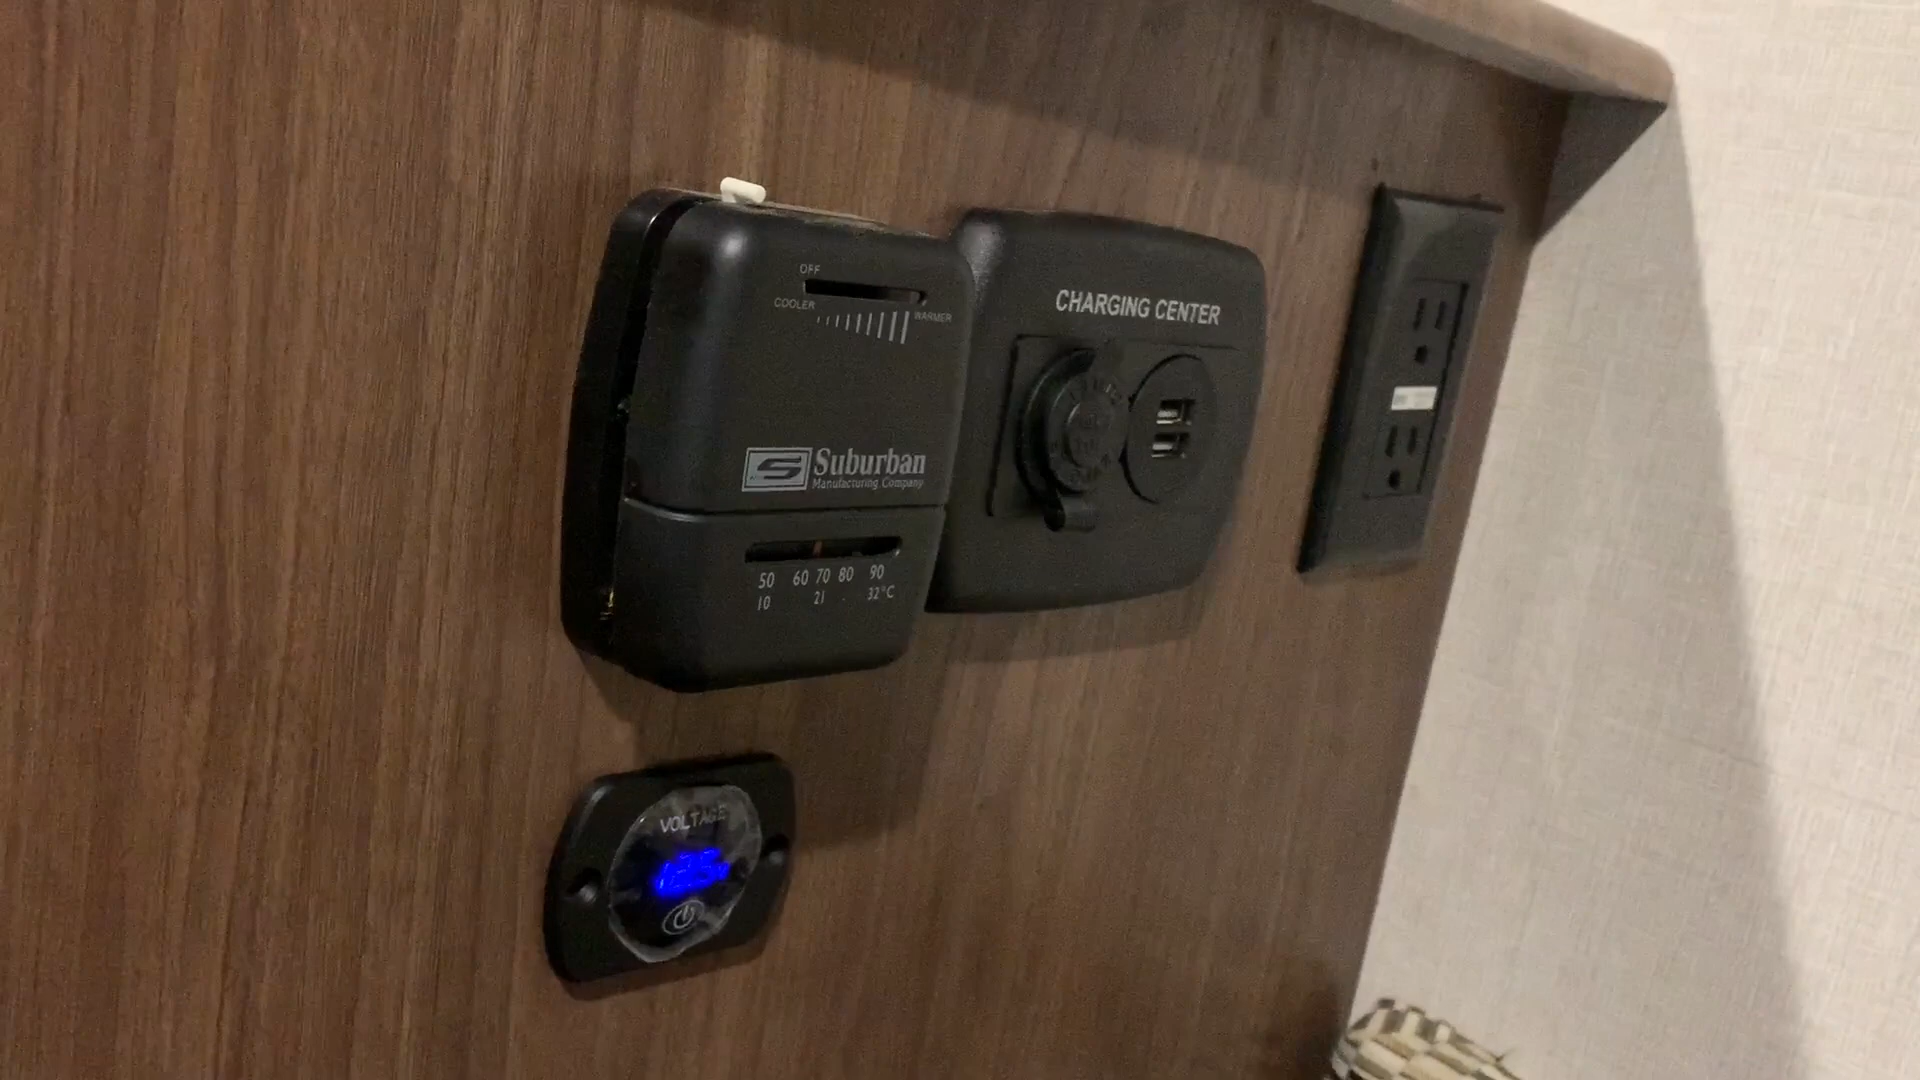 OFF
COOLER
WARMER
Suburban
Manufacturing Company
50 60 70 80 90
10 21 32°C
CHARGING CENTER
VOLTAGE